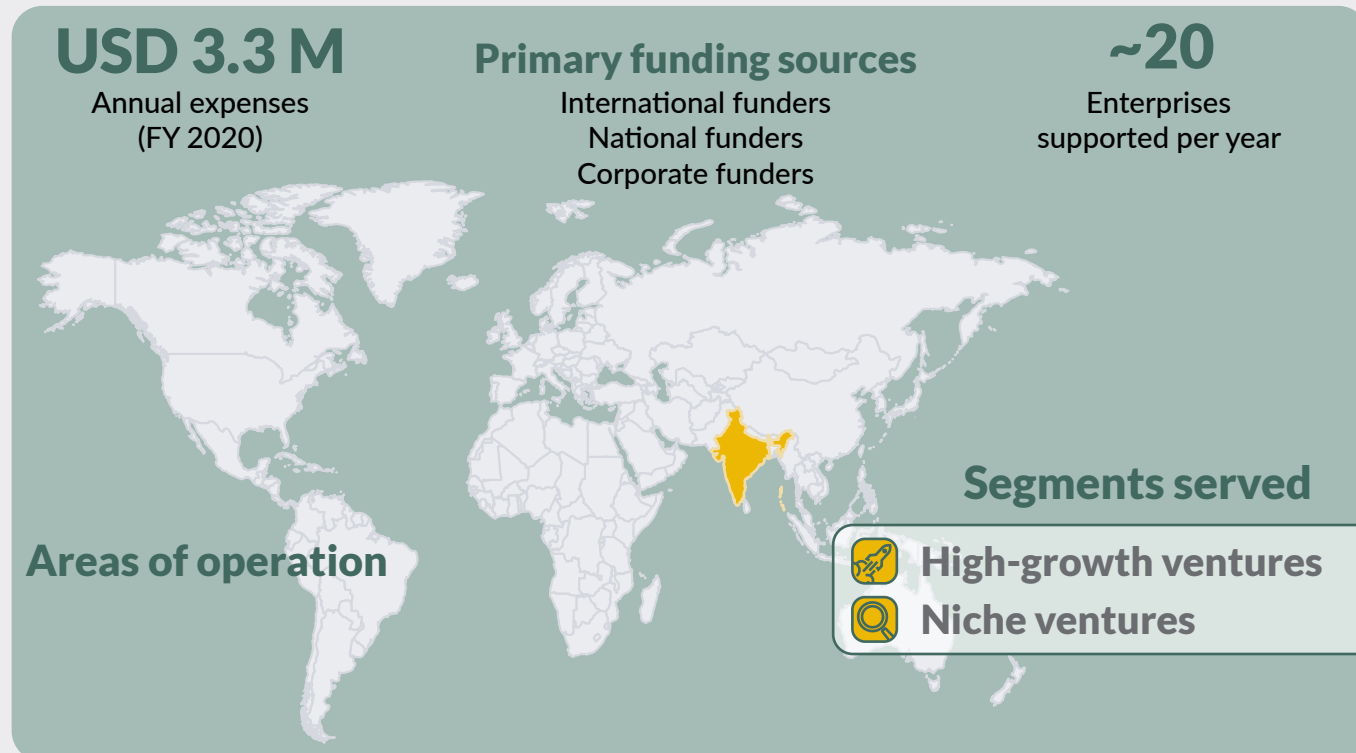 USD 3.3 M
Annual expenses
(FY 2020)
Primary funding sources
International funders
National funders
Corporate funders
~20
Enterprises
supported per year
Areas of operation
Segments served
High-growth ventures
Niche ventures